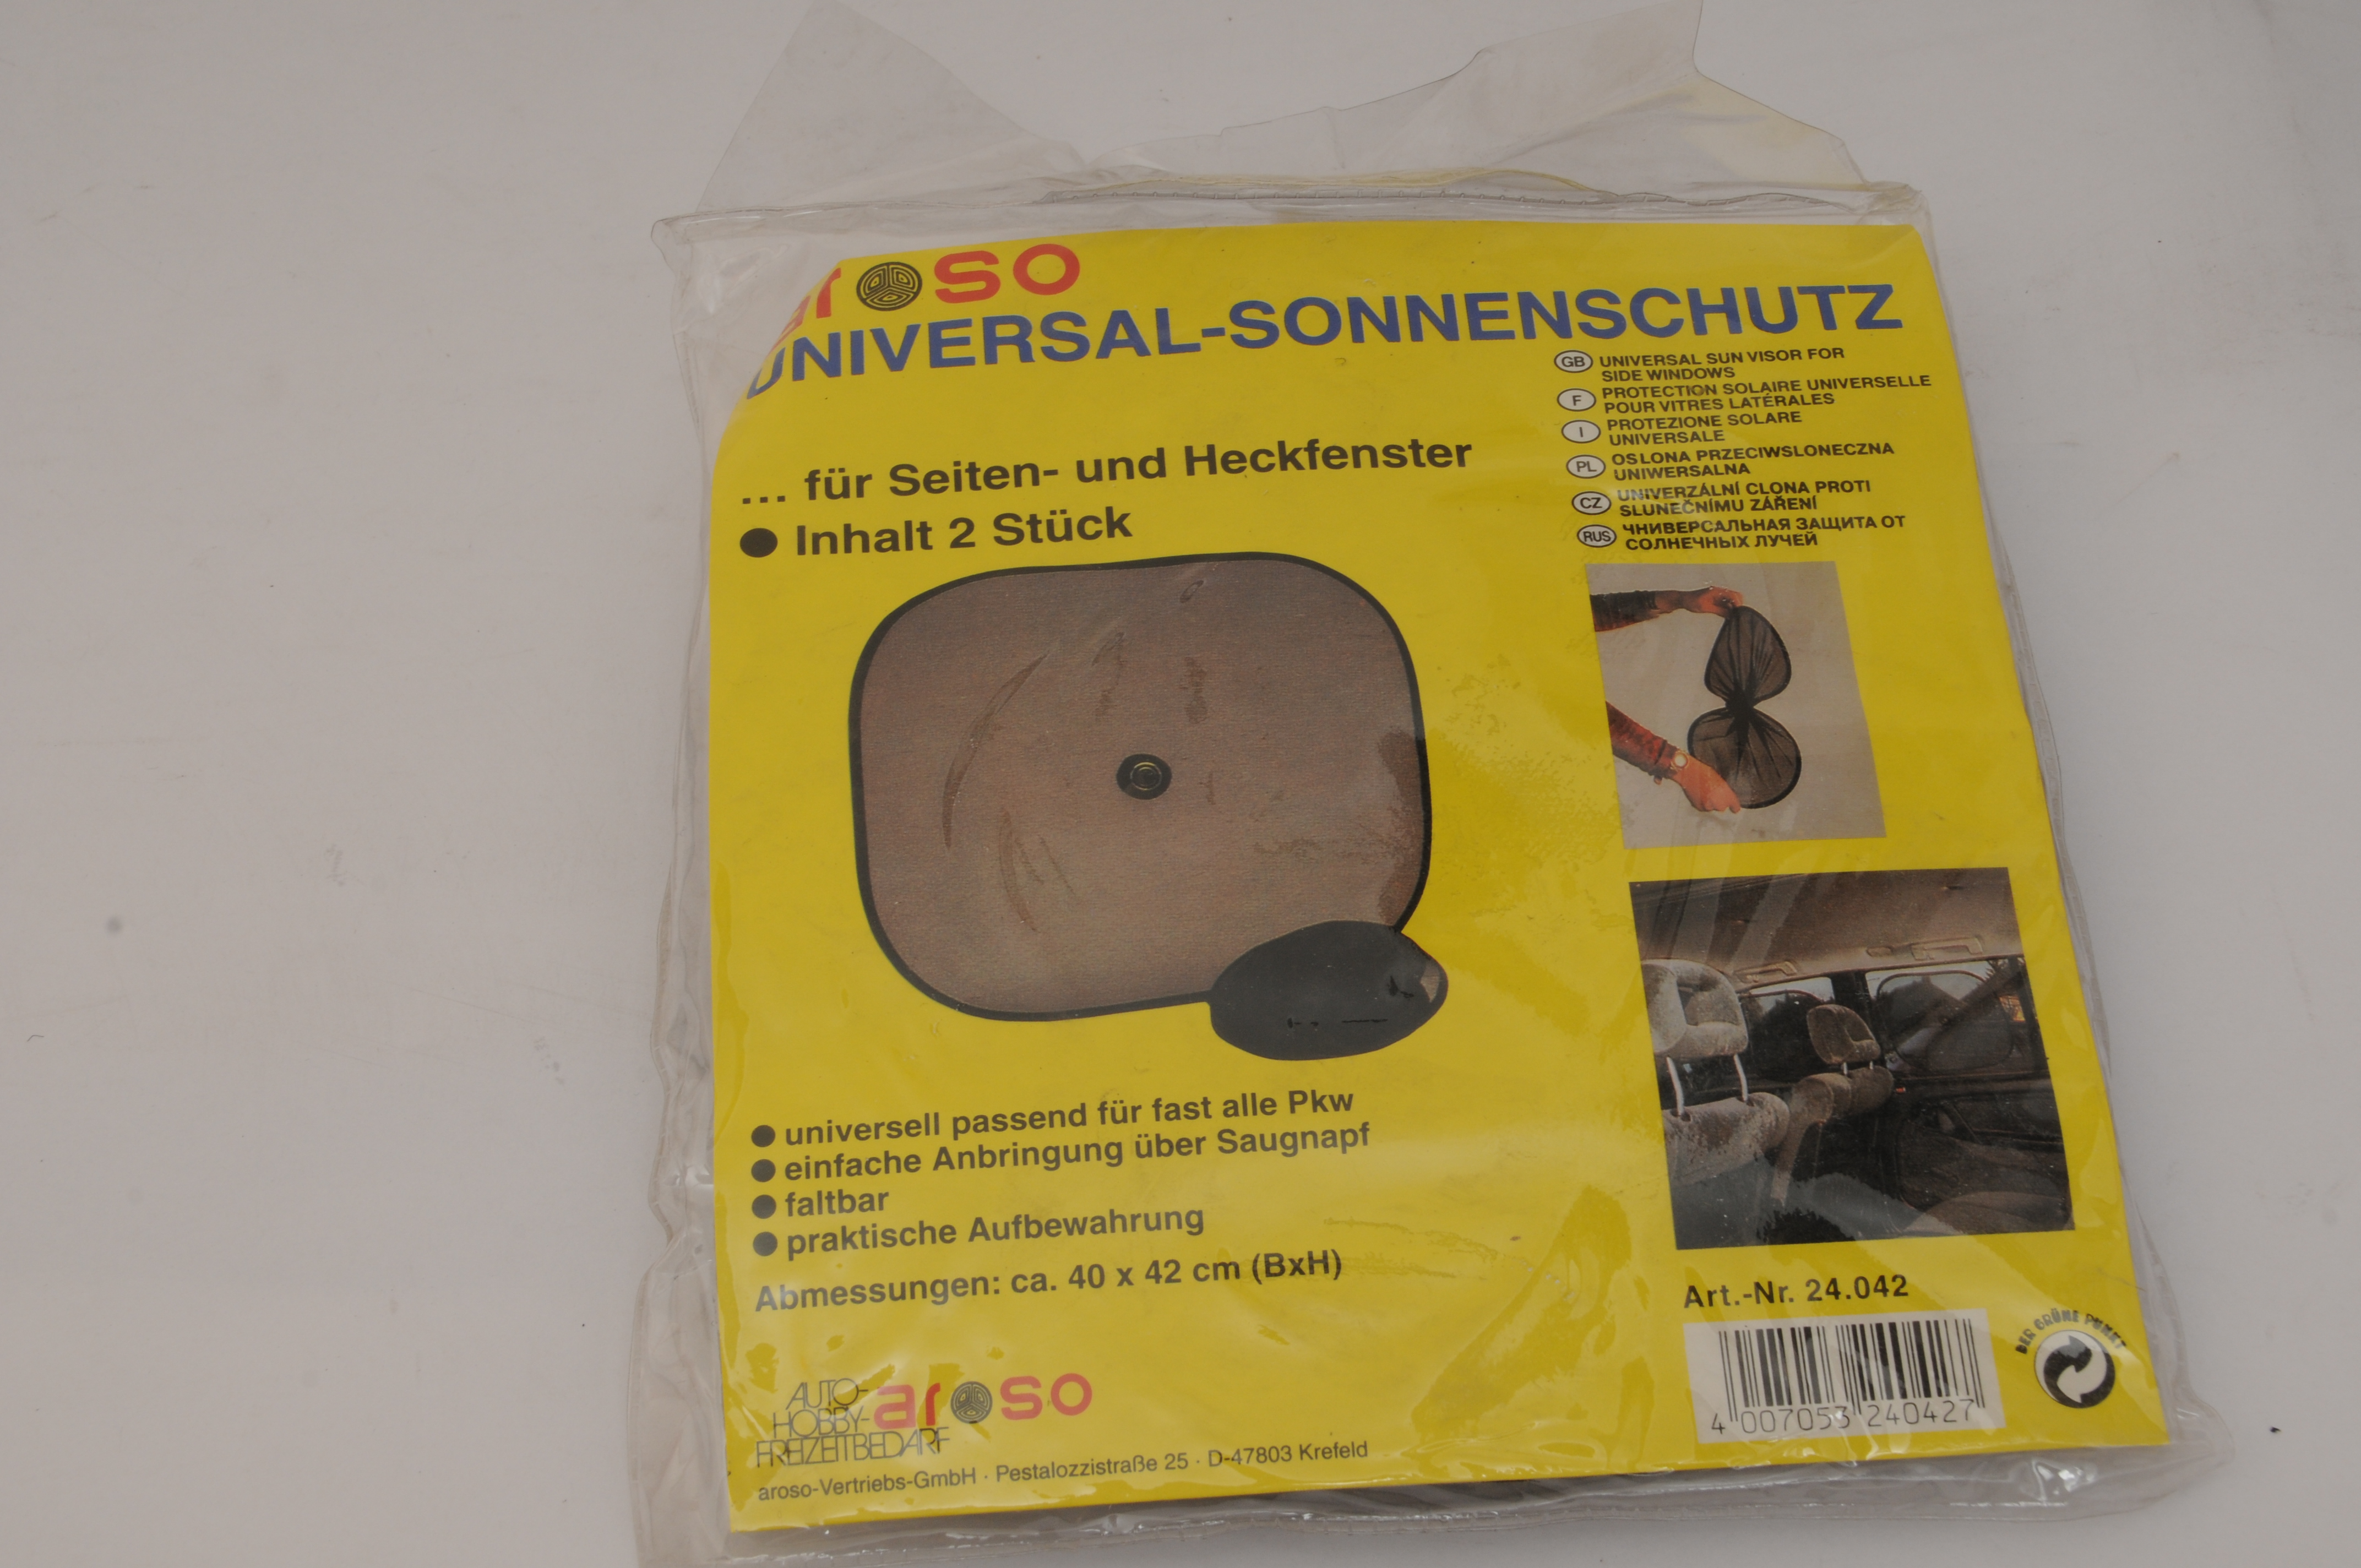 aroso
UNIVERSAL-SONNENSCHUTZ
GB UNIVERSAL SUN VISOR FOR
SIDE WINDOWS
F PROTECTION SOLAIRE UNIVERSELLE
POUR VITRES LATÉRALES
I PROTEZIONE SOLARE
UNIVERSALE
PL OSLONA PRZECIWSLONECZNA
UNIWERSALNA
CZ UNIVERZÁLNÍ CLONA PROTI
SLUNEČNÍMU ZÁŘENÍ
RUS ЧНИВЕРСАЛЬНАЯ ЗАЩИТА ОТ
СОЛНЕЧНЫХ ЛУЧЕЙ
... für Seiten- und Heckfenster
● Inhalt 2 Stück
● universell passend für fast alle Pkw
● einfache Anbringung über Saugnapf
● faltbar
● praktische Aufbewahrung
Abmessungen: ca. 40 x 42 cm (BxH)
Art.-Nr. 24.042
4 007053 240427
DER GRÜNE PUNKT
AUTO-
HOBBY-
FREIZEITBEDARF
aroso
aroso-Vertriebs-GmbH · Pestalozzistraße 25 · D-47803 Krefeld